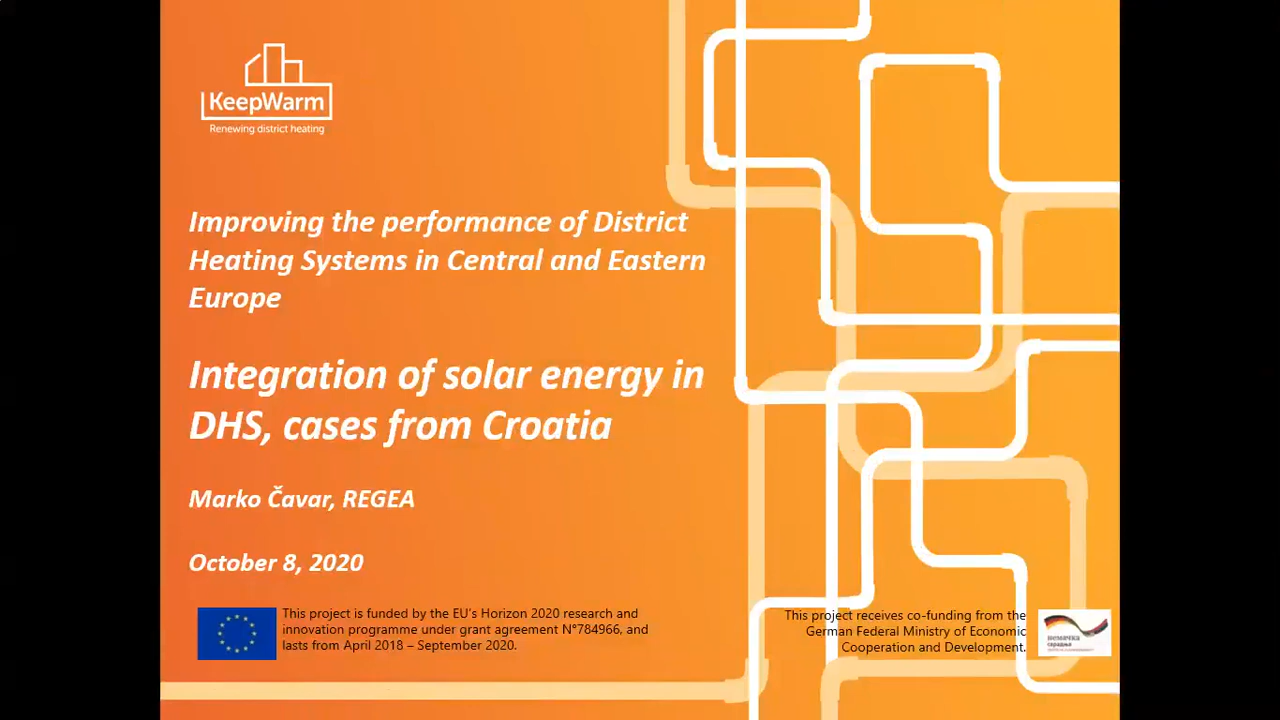 KeepWarm
Renewing district heating
Improving the performance of District
Heating Systems in Central and Eastern
Europe
Integration of solar energy in
DHS, cases from Croatia
Marko Čavar, REGEA
October 8, 2020
This project is funded by the EU's Horizon 2020 research and
innovation programme under grant agreement N°784966, and
lasts from April 2018 – September 2020.
This project receives co-funding from the
German Federal Ministry of Economic
Cooperation and Development.
немачка
сарадња